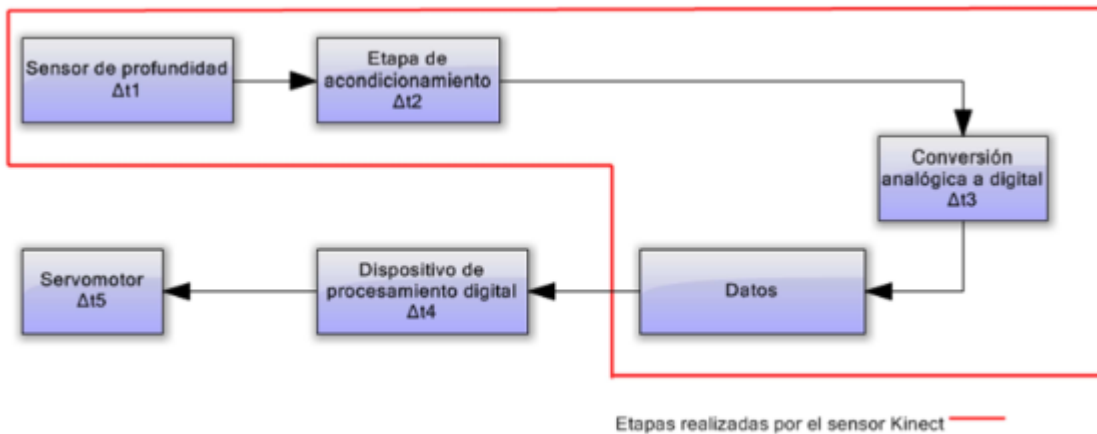 Sensor de profundidad
Δt1
Etapa de
acondicionamiento
Δt2
Conversión
analógica a digital
Δt3
Datos
Dispositivo de
procesamiento digital
Δt4
Servomotor
Δt5
Etapas realizadas por el sensor Kinect